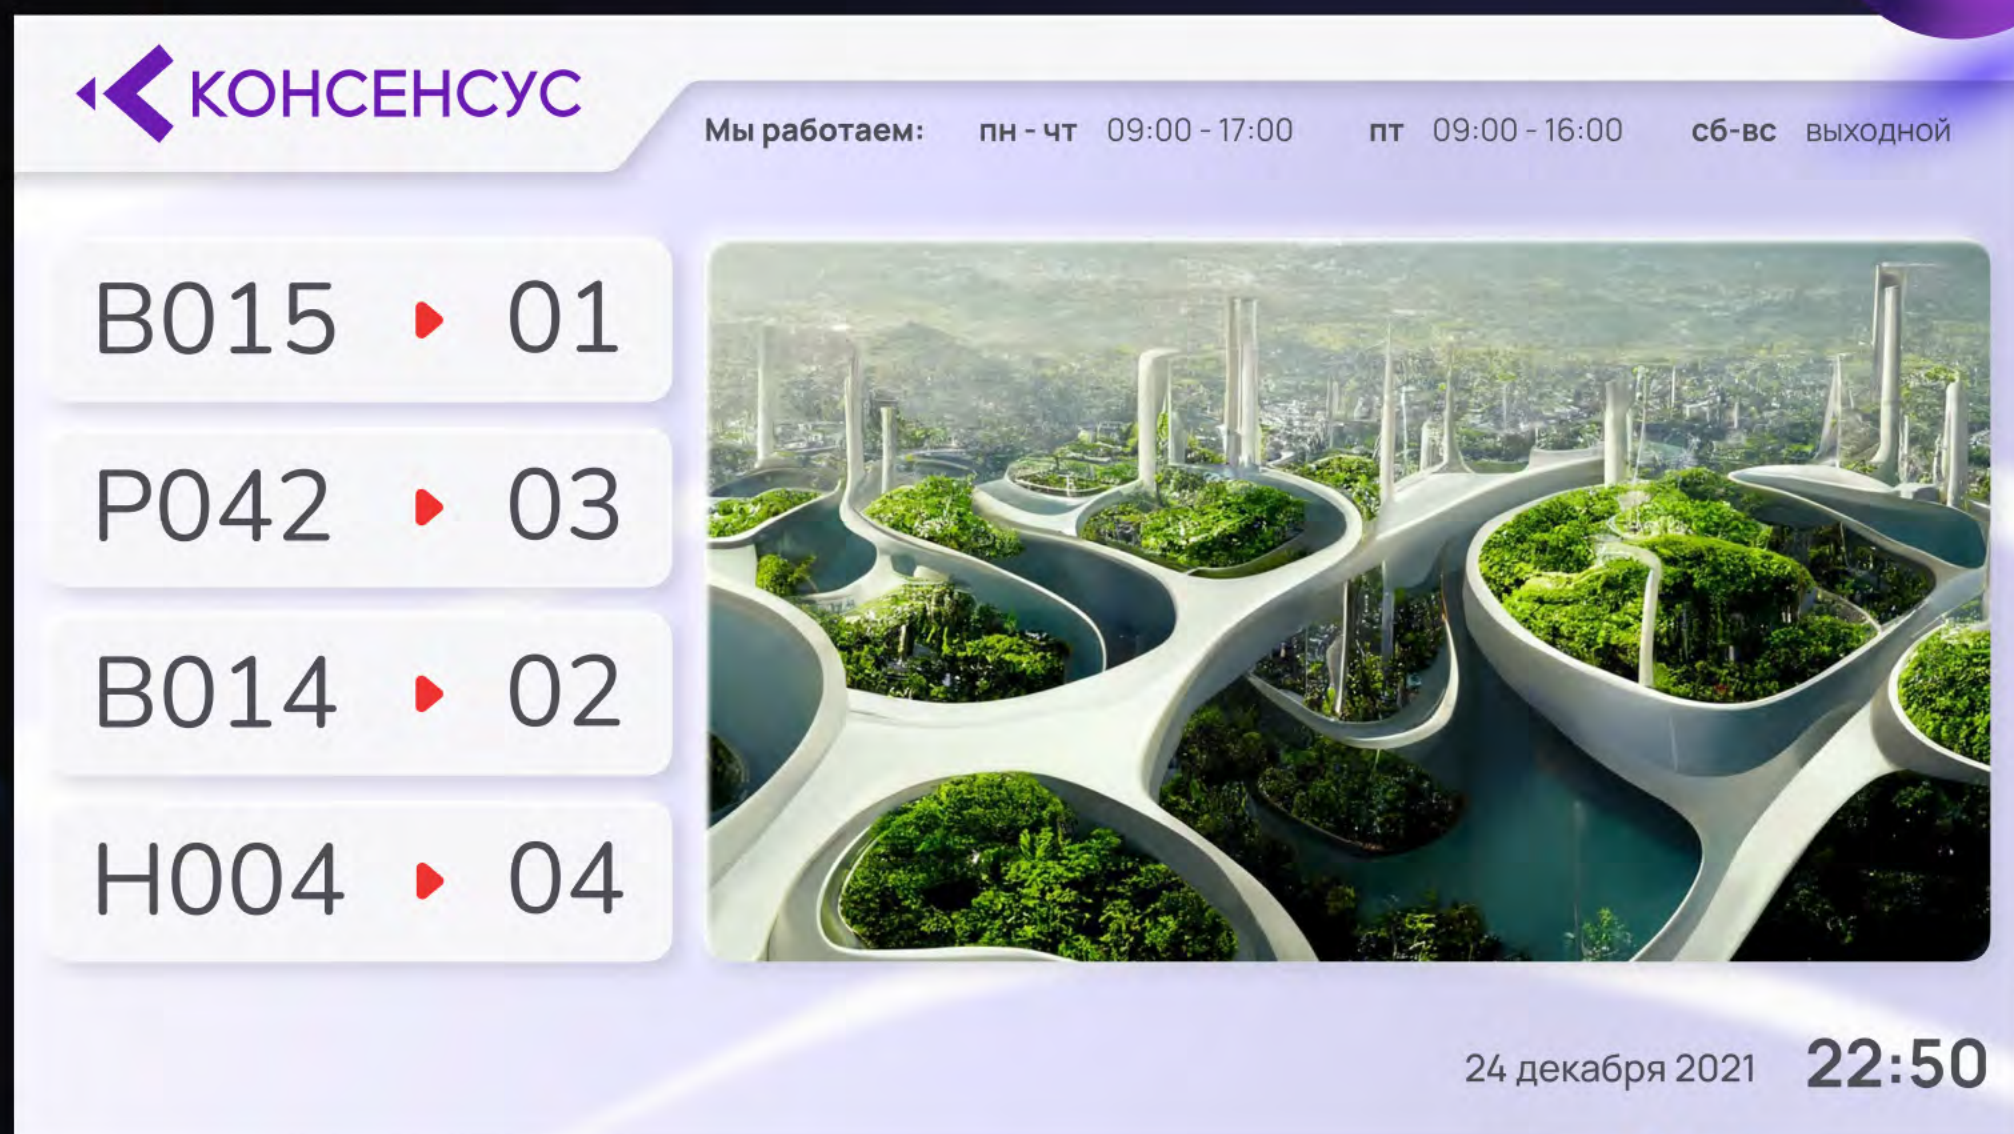 КОНСЕНСУС
Мы работаем: пн - чт 09:00 - 17:00 пт 09:00 - 16:00 сб-вс выходной
В015 01
Р042 03
В014 02
Н004 04
24 декабря 2021 22:50